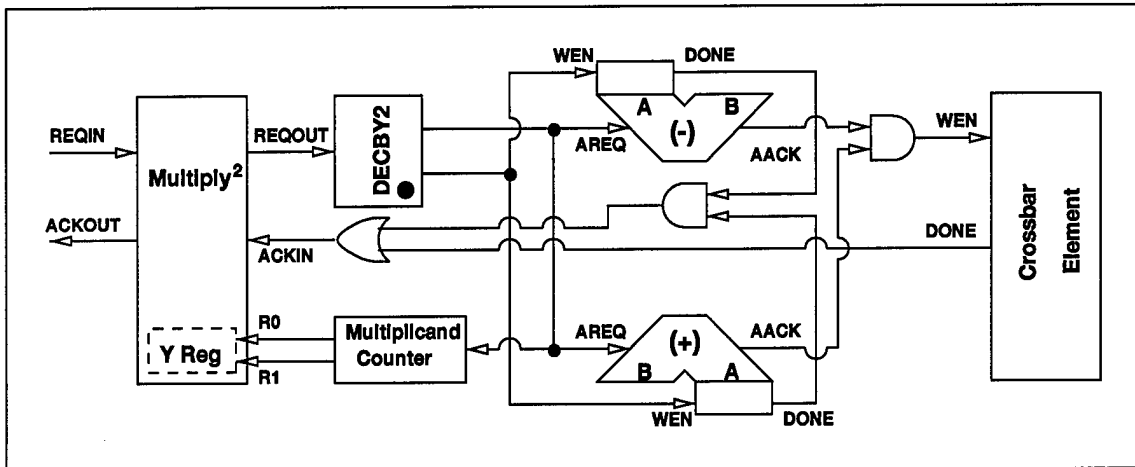 WEN
DONE
A
B
(-)
REQIN
REQOUT
DECBY2
AREQ
AACK
WEN
Multiply2
ACKOUT
ACKIN
DONE
Crossbar
Element
R0
Multiplicand
Counter
AREQ
(+)
AACK
Y Reg
R1
B
A
WEN
DONE